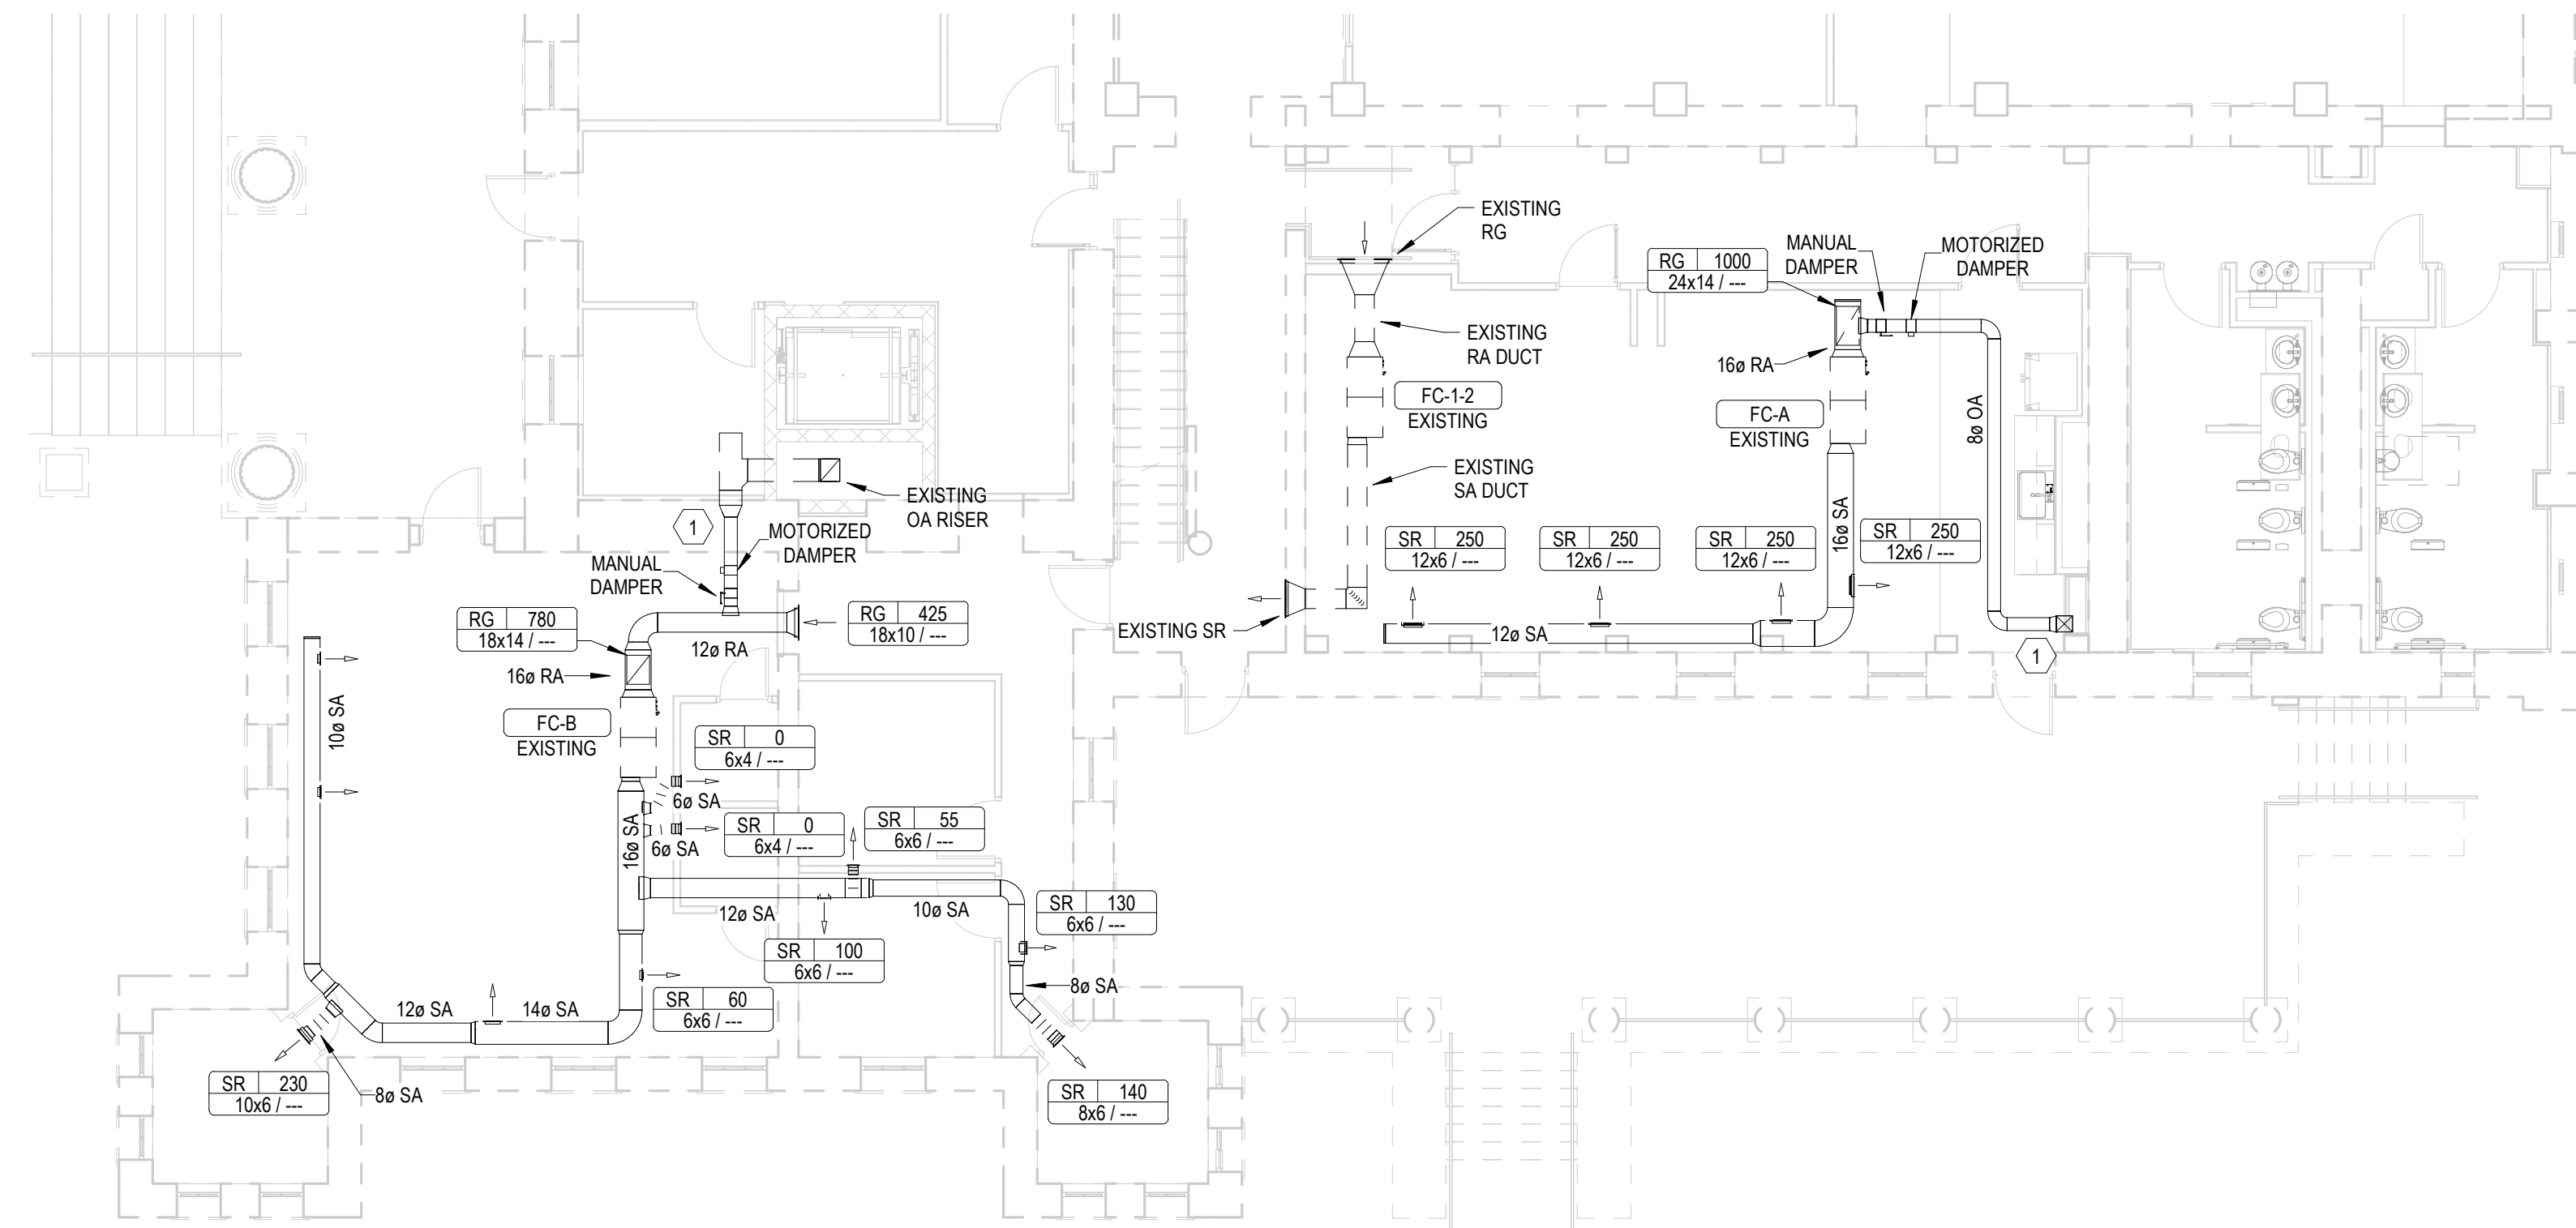 EXISTING
RG
RG 1000
24x14 / ---
MANUAL
DAMPER
MOTORIZED
DAMPER
EXISTING
RA DUCT
16ø RA
FC-1-2
EXISTING
FC-A
EXISTING
8ø OA
EXISTING
SA DUCT
EXISTING
OA RISER
1
MOTORIZED
DAMPER
MANUAL
DAMPER
SR 250
12x6 / ---
SR 250
12x6 / ---
SR 250
12x6 / ---
16ø SA
SR 250
12x6 / ---
RG 780
18x14 / ---
RG 425
18x10 / ---
EXISTING SR
12ø SA
1
12ø RA
16ø RA
10ø SA
FC-B
EXISTING
SR 0
6x4 / ---
6ø SA
SR 0
6x4 / ---
SR 55
6x6 / ---
16ø SA
6ø SA
12ø SA
10ø SA
SR 130
6x6 / ---
SR 100
6x6 / ---
8ø SA
SR 60
6x6 / ---
12ø SA
14ø SA
SR 230
10x6 / ---
8ø SA
SR 140
8x6 / ---